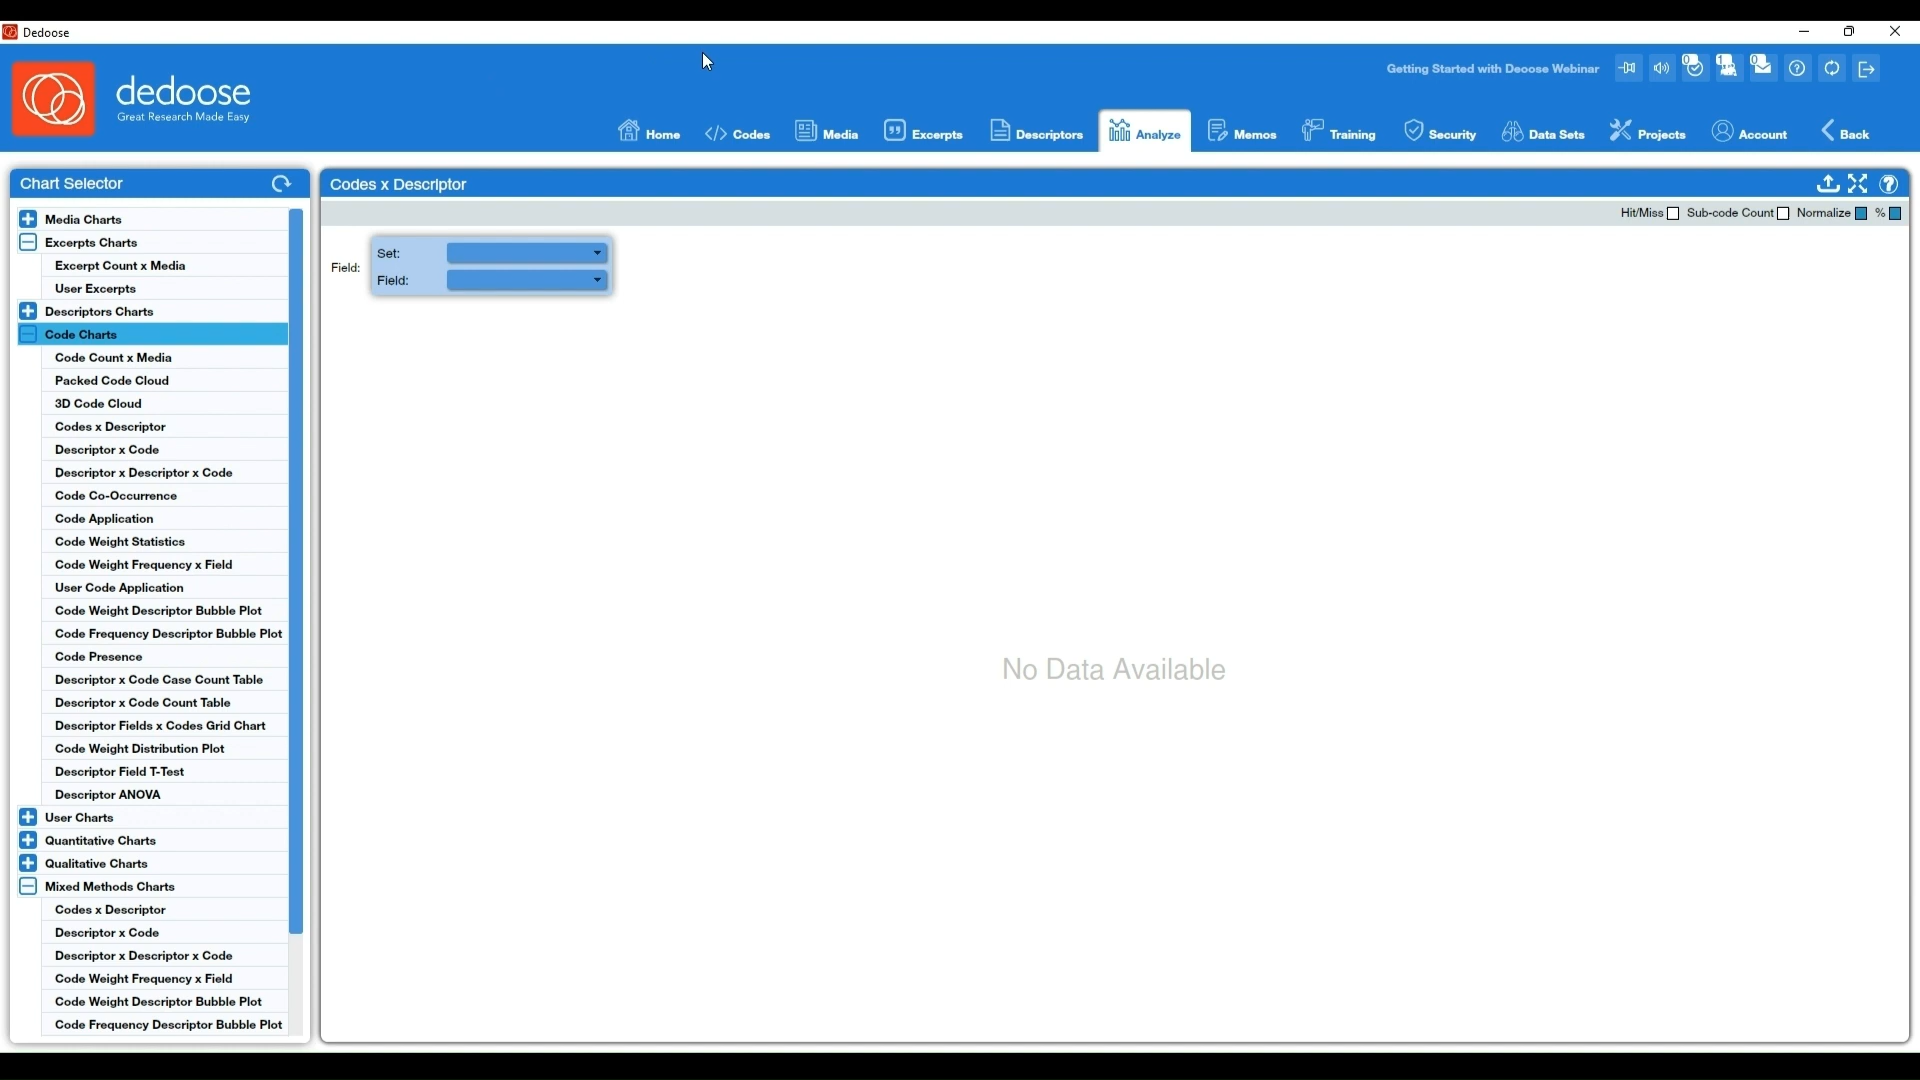 Dedoose
dedoose
Great Research Made Easy
Getting Started with Deoose Webinar
0
1
0
Home
Codes
Media
Excerpts
Descriptors
Analyze
Memos
Training
Security
Data Sets
Projects
Account
Back
Chart Selector
Media Charts
Excerpts Charts
Excerpt Count x Media
User Excerpts
Descriptors Charts
Code Charts
Code Count x Media
Packed Code Cloud
3D Code Cloud
Codes x Descriptor
Descriptor x Code
Descriptor x Descriptor x Code
Code Co-Occurrence
Code Application
Code Weight Statistics
Code Weight Frequency x Field
User Code Application
Code Weight Descriptor Bubble Plot
Code Frequency Descriptor Bubble Plot
Code Presence
Descriptor x Code Case Count Table
Descriptor x Code Count Table
Descriptor Fields x Codes Grid Chart
Code Weight Distribution Plot
Descriptor Field T-Test
Descriptor ANOVA
User Charts
Quantitative Charts
Qualitative Charts
Mixed Methods Charts
Codes x Descriptor
Descriptor x Code
Descriptor x Descriptor x Code
Code Weight Frequency x Field
Code Weight Descriptor Bubble Plot
Code Frequency Descriptor Bubble Plot
Codes x Descriptor
Hit/Miss Sub-code Count Normalize %
Field:
Set:
Field:
No Data Available